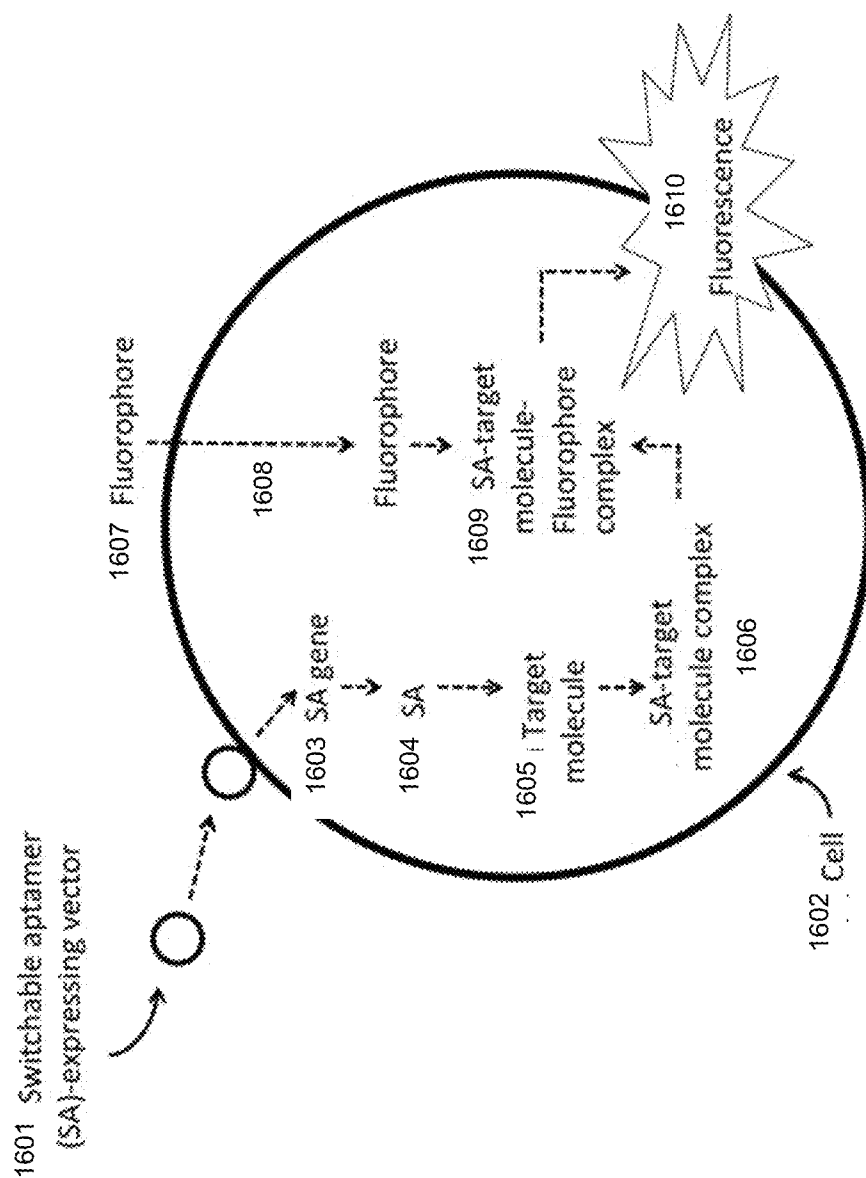 1601 Switchable aptamer
(SA)-expressing vector
1607 Fluorophore
1603 SA gene
1608
1604 SA
Fluorophore
1605 Target
molecule
1609 SA-target
molecule-
Fluorophore
complex
SA-target
molecule complex
1606
1610
Fluorescence
1602 Cell